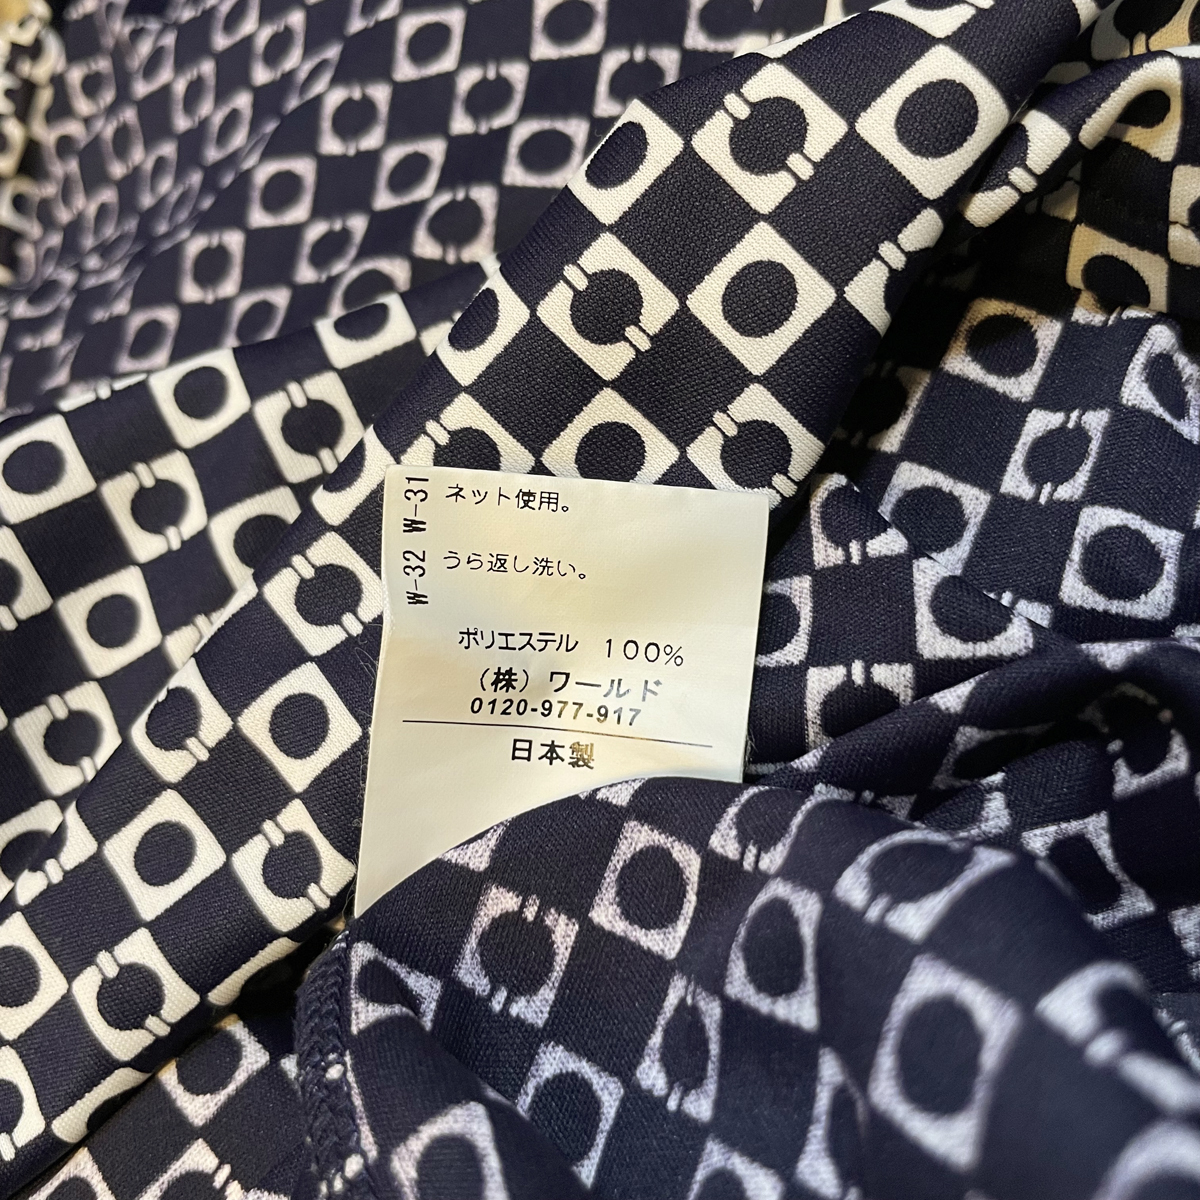 W-31 ネット使用。
W-32 うら返し洗い。
ポリエステル 100%
(株)ワールド
0120-977-917
日本製